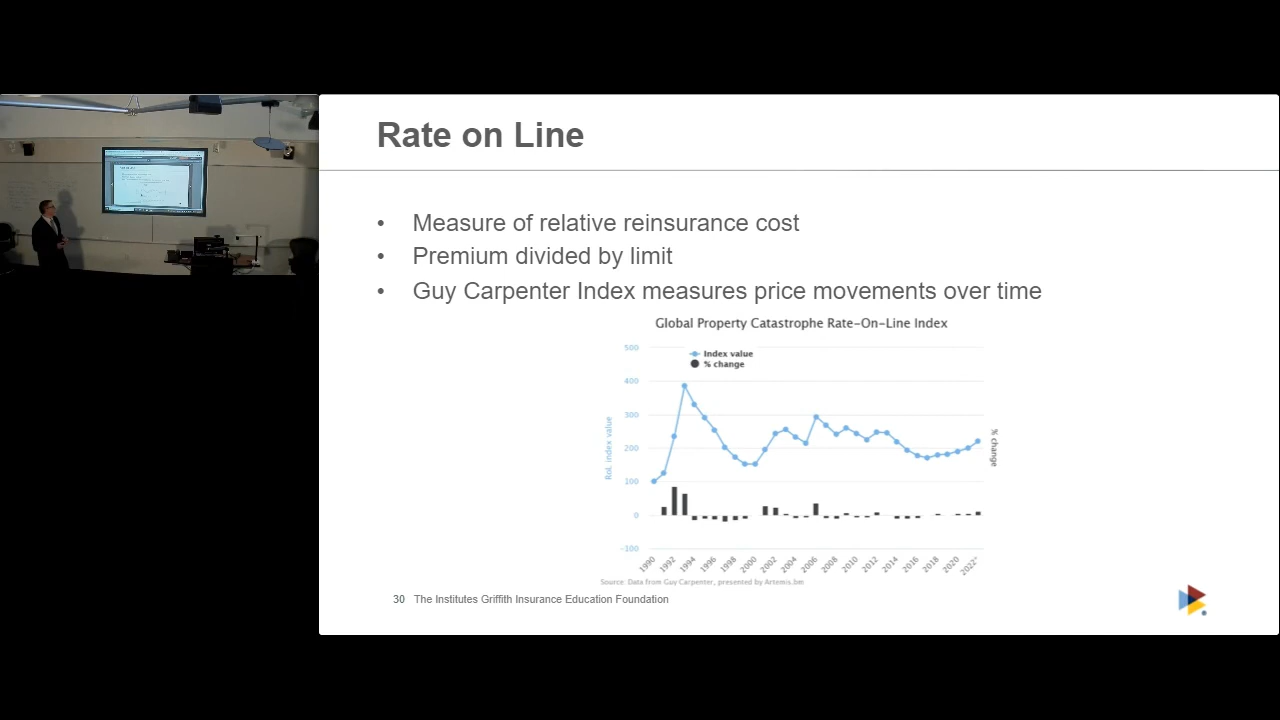 Rate on Line
• Measure of relative reinsurance cost
• Premium divided by limit
• Guy Carpenter Index measures price movements over time
Global Property Catastrophe Rate-On-Line Index
Index value
% change
500
400
300
200
100
0
-100
RoL index value
% change
1990 1992 1994 1996 1998 2000 2002 2004 2006 2008 2010 2012 2014 2016 2018 2020 2022*
Source: Data from Guy Carpenter, presented by Artemis.bm
30 The Institutes Griffith Insurance Education Foundation